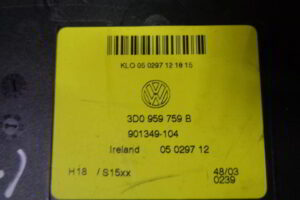 KLO 05 0297 12 18 15
3D0 959 759 B
901349-104
Ireland 05 0297 12
H18 / S15xx 48/03
0239